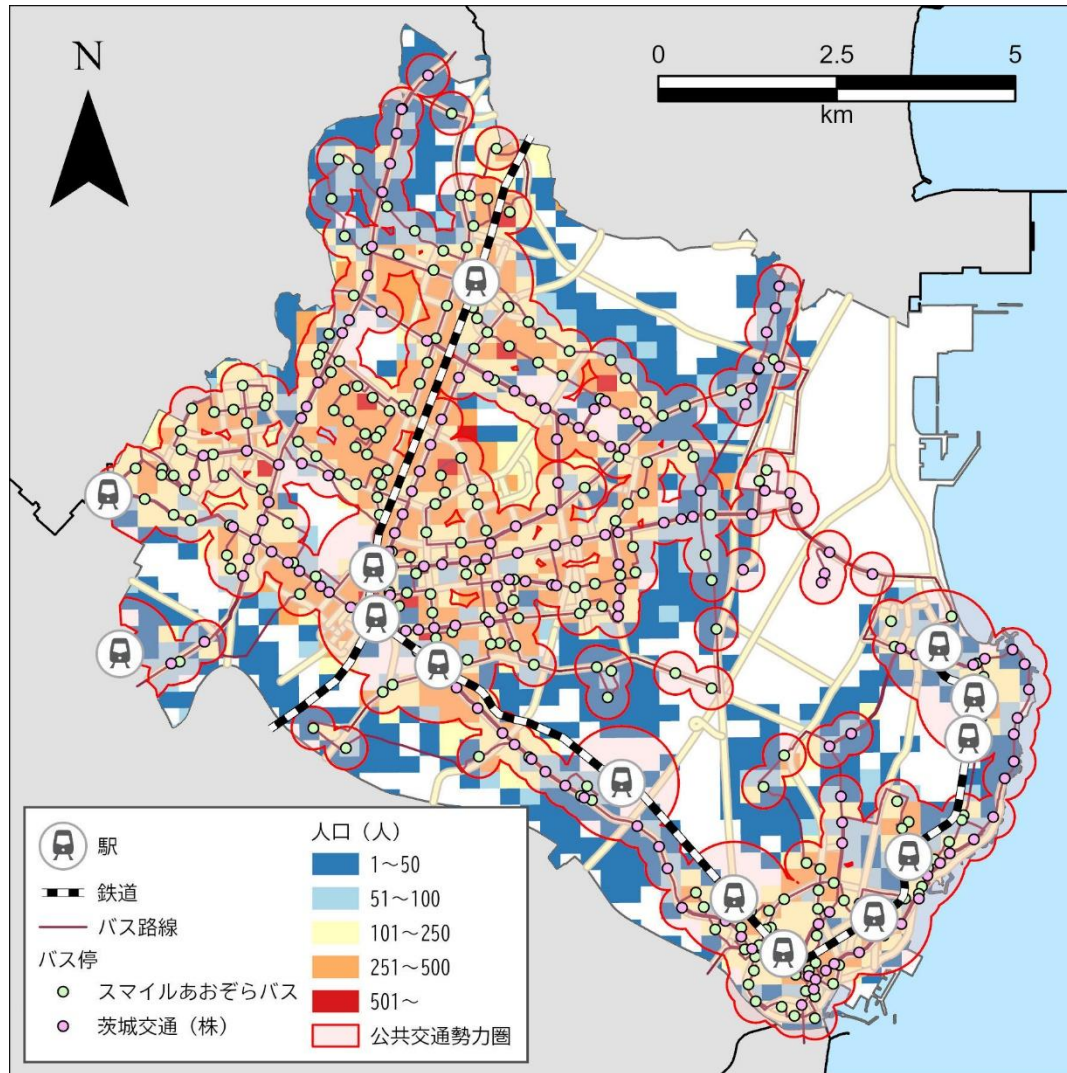 N
0 2.5 5
km
駅
鉄道
バス路線
バス停
スマイルあおぞらバス
茨城交通（株）
人口（人）
1～50
51～100
101～250
251～500
501～
公共交通勢力圏